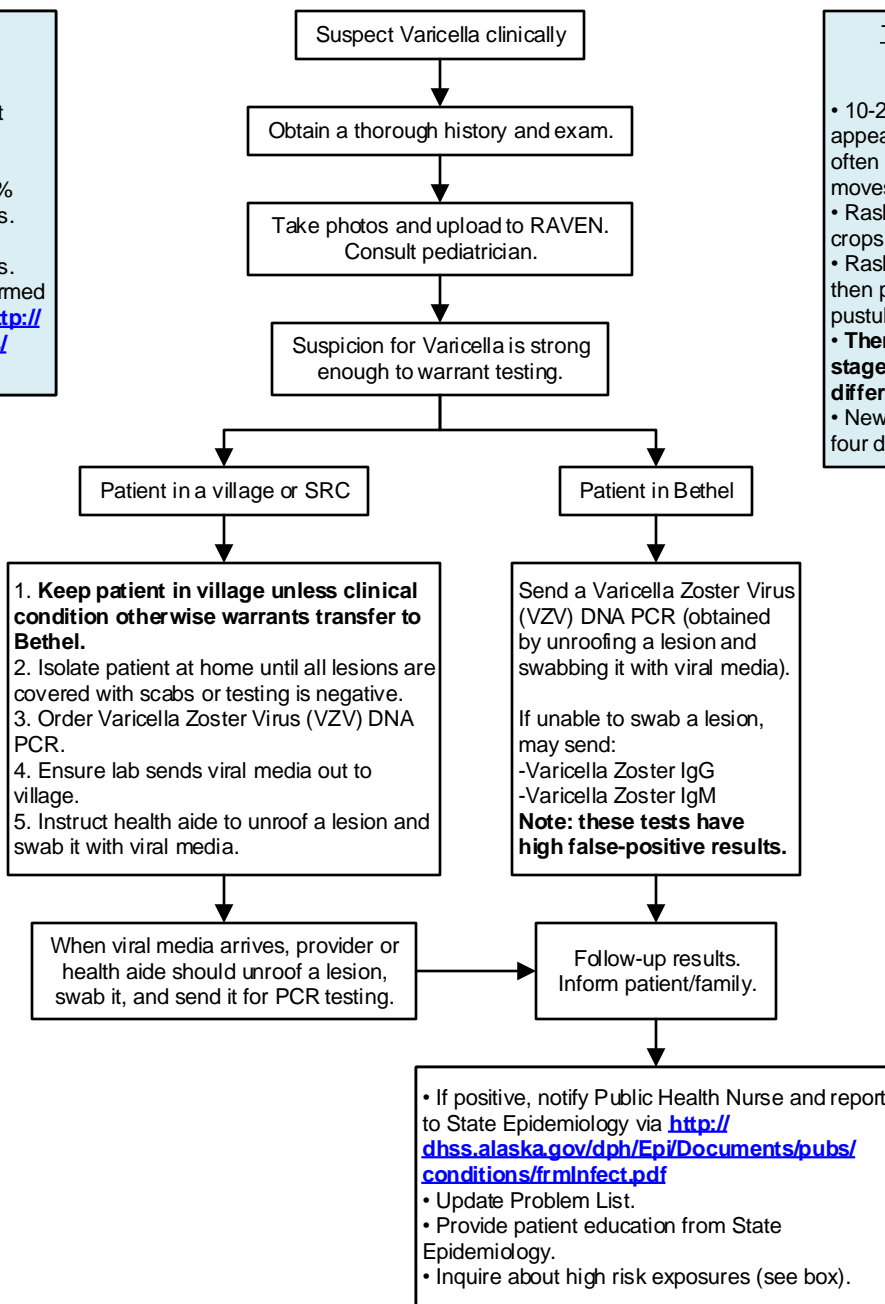 t
%
s.
s.
rmed
ttp://
/
Suspect Varicella clinically
Obtain a thorough history and exam.
Take photos and upload to RAVEN.
Consult pediatrician.
Suspicion for Varicella is strong
enough to warrant testing.
• 10-2
appea
often
moves
• Rash
crops
• Rash
then p
pustul
• Ther
stage
differ
• New
four d
Patient in a village or SRC
Patient in Bethel
1. Keep patient in village unless clinical
condition otherwise warrants transfer to
Bethel.
2. Isolate patient at home until all lesions are
covered with scabs or testing is negative.
3. Order Varicella Zoster Virus (VZV) DNA
PCR.
4. Ensure lab sends viral media out to
village.
5. Instruct health aide to unroof a lesion and
swab it with viral media.
Send a Varicella Zoster Virus
(VZV) DNA PCR (obtained
by unroofing a lesion and
swabbing it with viral media).
If unable to swab a lesion,
may send:
-Varicella Zoster IgG
-Varicella Zoster IgM
Note: these tests have
high false-positive results.
When viral media arrives, provider or
health aide should unroof a lesion,
swab it, and send it for PCR testing.
Follow-up results.
Inform patient/family.
• If positive, notify Public Health Nurse and report
to State Epidemiology via http://
dhss.alaska.gov/dph/Epi/Documents/pubs/
conditions/frmInfect.pdf
• Update Problem List.
• Provide patient education from State
Epidemiology.
• Inquire about high risk exposures (see box).